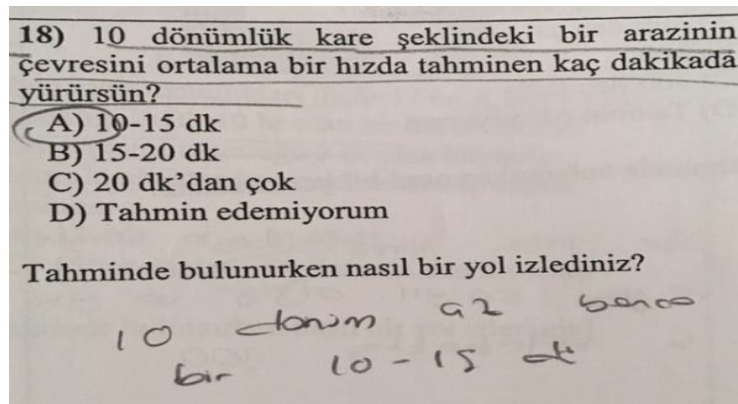 18) 10 dönümlük kare şeklindeki bir arazinin
çevresini ortalama bir hızda tahminen kaç dakikada
yürürsün?
A) 10-15 dk
B) 15-20 dk
C) 20 dk'dan çok
D) Tahmin edemiyorum
Tahminde bulunurken nasıl bir yol izlediniz?
10 dönüm az bence
bir 10-15 dk